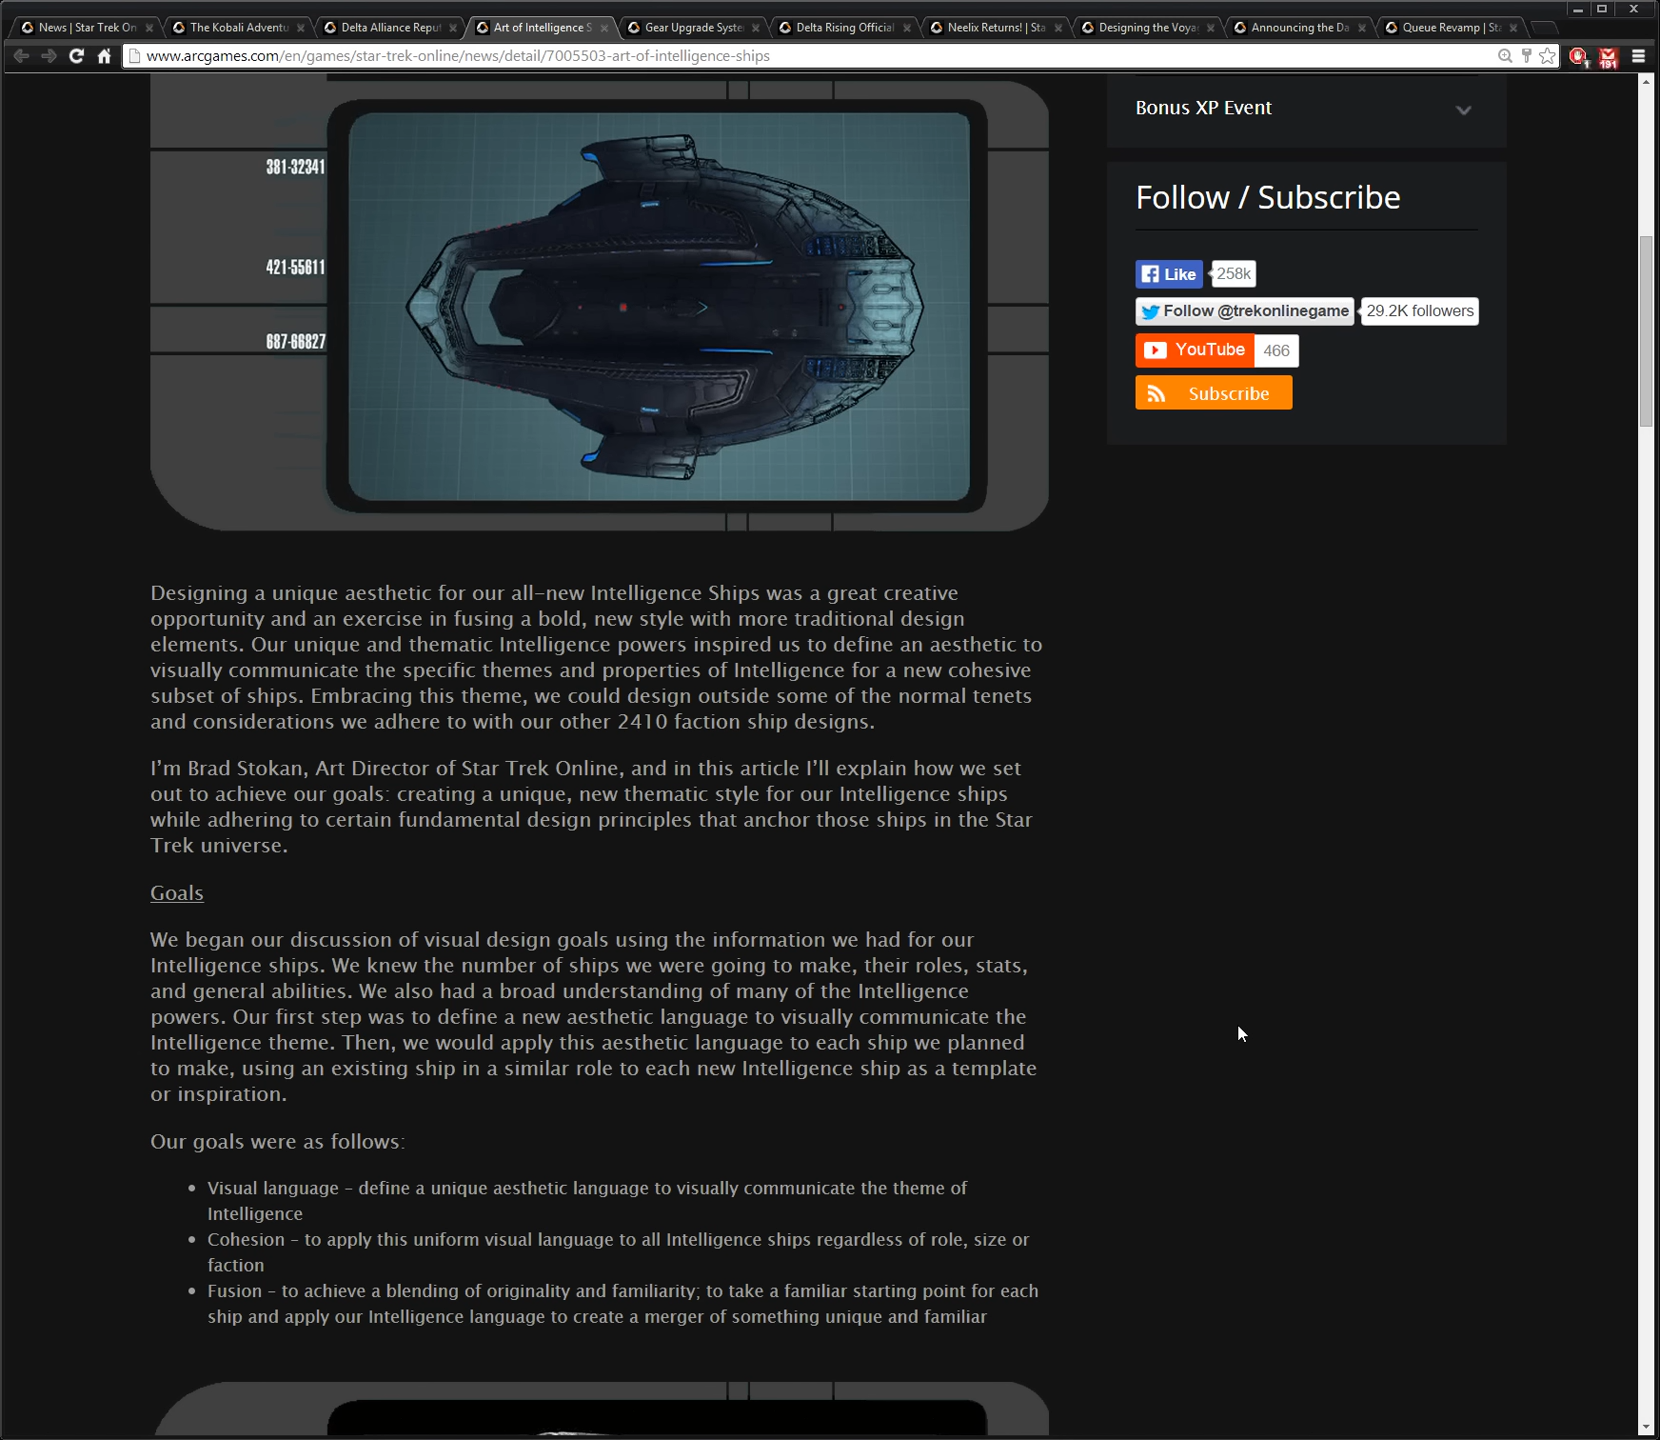 News | Star Trek On
The Kobali Adventu
Delta Alliance Reput
Art of Intelligence S
Gear Upgrade Syste
Delta Rising Official
Neelix Returns! | Sta
Designing the Voya
Announcing the Da
Queue Revamp | St
www.arcgames.com/en/games/star-trek-online/news/detail/7005503-art-of-intelligence-ships
1
191
381-32341
421-55611
687-66827
Bonus XP Event
Follow / Subscribe
Like 258k
Follow @trekonlinegame 29.2K followers
YouTube 466
Subscribe
Designing a unique aesthetic for our all-new Intelligence Ships was a great creative
opportunity and an exercise in fusing a bold, new style with more traditional design
elements. Our unique and thematic Intelligence powers inspired us to define an aesthetic to
visually communicate the specific themes and properties of Intelligence for a new cohesive
subset of ships. Embracing this theme, we could design outside some of the normal tenets
and considerations we adhere to with our other 2410 faction ship designs.
I’m Brad Stokan, Art Director of Star Trek Online, and in this article I’ll explain how we set
out to achieve our goals: creating a unique, new thematic style for our Intelligence ships
while adhering to certain fundamental design principles that anchor those ships in the Star
Trek universe.
Goals
We began our discussion of visual design goals using the information we had for our
Intelligence ships. We knew the number of ships we were going to make, their roles, stats,
and general abilities. We also had a broad understanding of many of the Intelligence
powers. Our first step was to define a new aesthetic language to visually communicate the
Intelligence theme. Then, we would apply this aesthetic language to each ship we planned
to make, using an existing ship in a similar role to each new Intelligence ship as a template
or inspiration.
Our goals were as follows:
• Visual language – define a unique aesthetic language to visually communicate the theme of
Intelligence
• Cohesion – to apply this uniform visual language to all Intelligence ships regardless of role, size or
faction
• Fusion – to achieve a blending of originality and familiarity; to take a familiar starting point for each
ship and apply our Intelligence language to create a merger of something unique and familiar